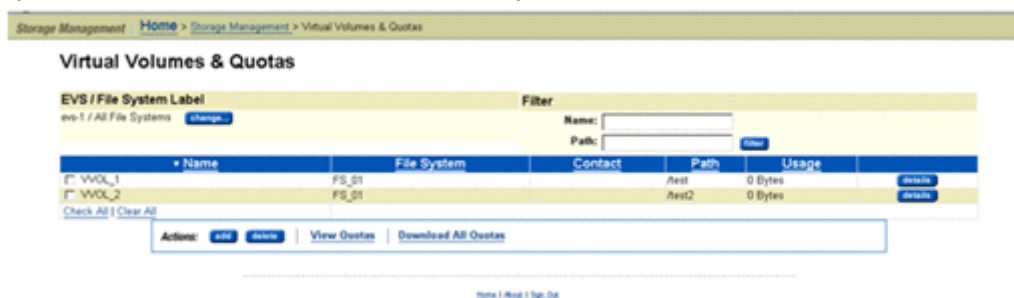 Storage Management Home > Storage Management > Virtual Volumes & Quotas
Virtual Volumes & Quotas
EVS / File System Label
Filter
evs-1 / All File Systems change...
Name:
Path: filter
Name File System Contact Path Usage
VVOL_1 FS_01 /test 0 Bytes details
VVOL_2 FS_01 /test2 0 Bytes details
Check All | Clear All
Actions: add delete | View Quotas | Download All Quotas
Home | About | Sign Out